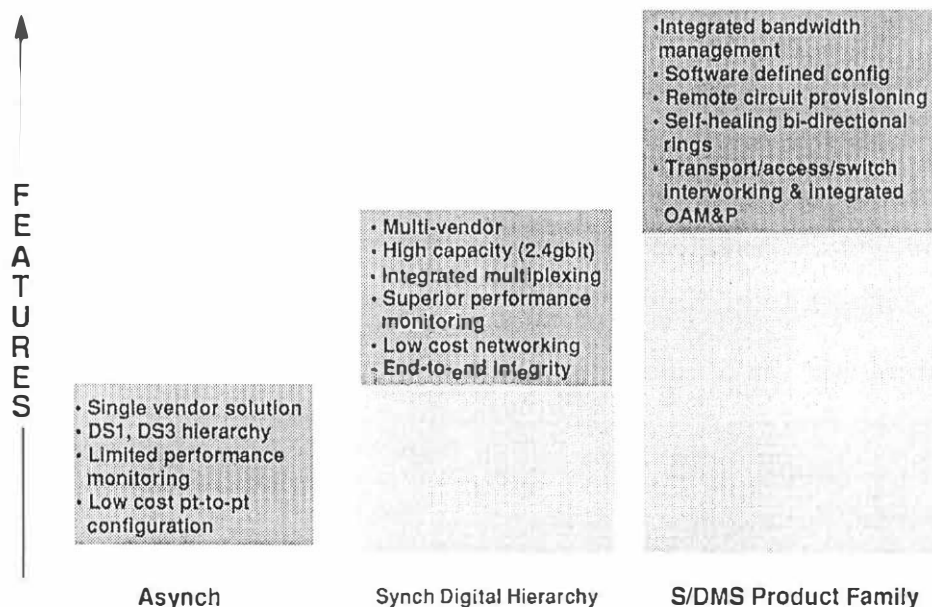 •Integrated bandwidth
management
• Software defined config
• Remote circuit provisioning
• Self-healing bi-directional
rings
• Transport/access/switch
interworking & integrated
OAM&P
FEATURES
• Multi-vendor
• High capacity (2.4gbit)
• Integrated multiplexing
• Superior performance
monitoring
• Low cost networking
- End-to-end integrity
• Single vendor solution
• DS1, DS3 hierarchy
• Limited performance
monitoring
• Low cost pt-to-pt
configuration
Asynch
Synch Digital Hierarchy
S/DMS Product Family